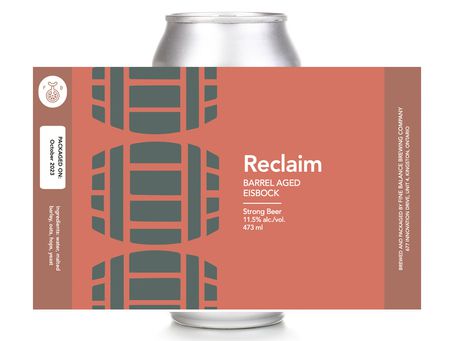 F B
PACKAGED ON:
October 2023
Ingredients: water, malted
barley, oats, hops, yeast
Reclaim
BARREL AGED
EISBOCK
Strong Beer
11.5% alc./vol.
473 ml
BREWED AND PACKAGED BY FINE BALANCE BREWING COMPANY
677 INNOVATION DRIVE, UNIT 4, KINGSTON, ONTARIO